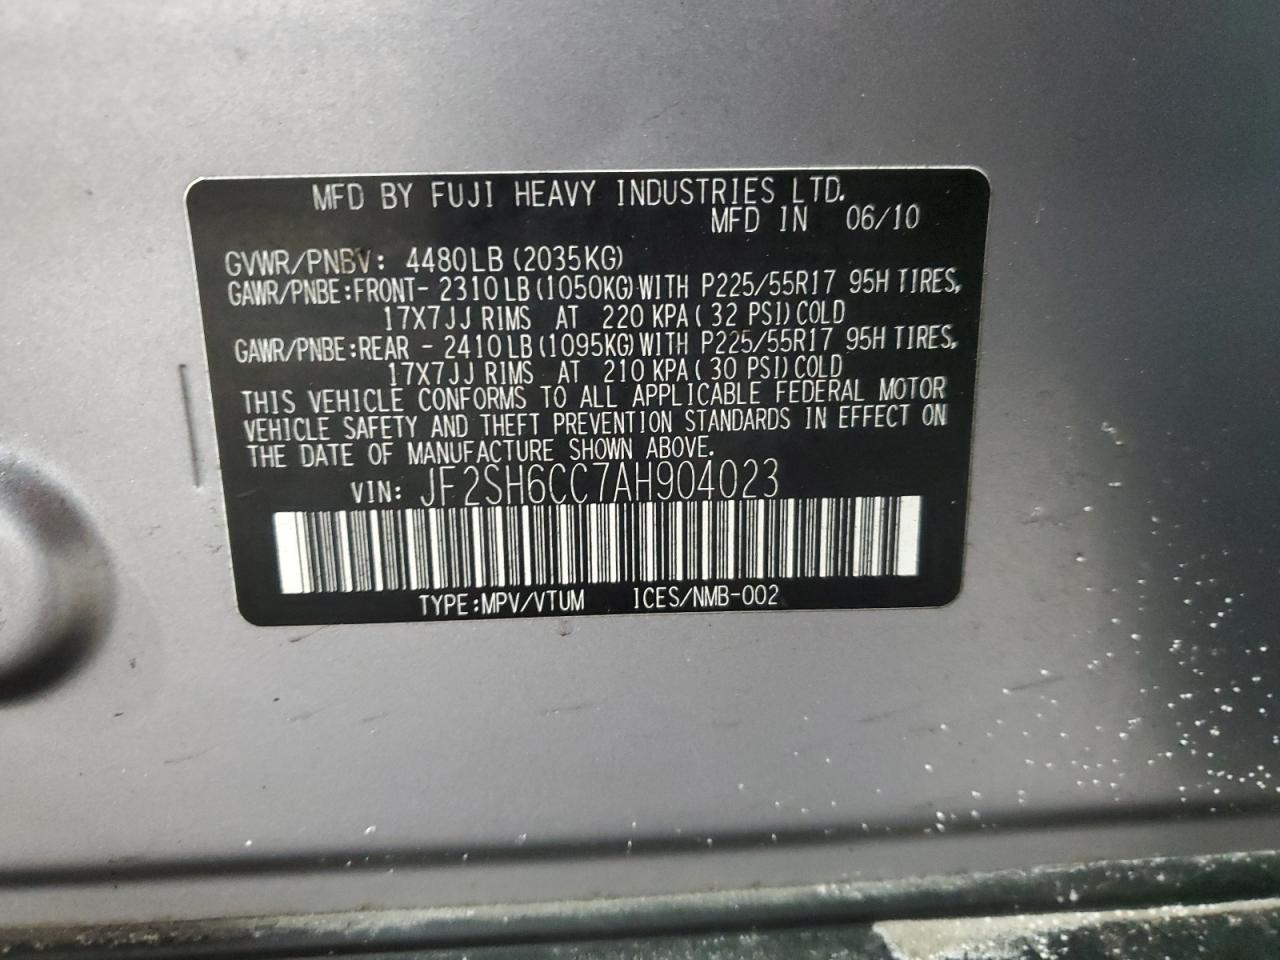 MFD BY FUJI HEAVY INDUSTRIES LTD.
MFD IN 06/10
GVWR/PNBV: 4480LB(2035KG)
GAWR/PNBE:FRONT- 2310LB(1050KG)WITH P225/55R17 95H TIRES,
17X7JJ RIMS AT 220 KPA(32 PSI)COLD
GAWR/PNBE:REAR - 2410LB(1095KG)WITH P225/55R17 95H TIRES,
17X7JJ RIMS AT 210 KPA(30 PSI)COLD
THIS VEHICLE CONFORMS TO ALL APPLICABLE FEDERAL MOTOR
VEHICLE SAFETY AND THEFT PREVENTION STANDARDS IN EFFECT ON
THE DATE OF MANUFACTURE SHOWN ABOVE.
VIN: JF2SH6CC7AH904023
TYPE:MPV/VTUM ICES/NMB-002